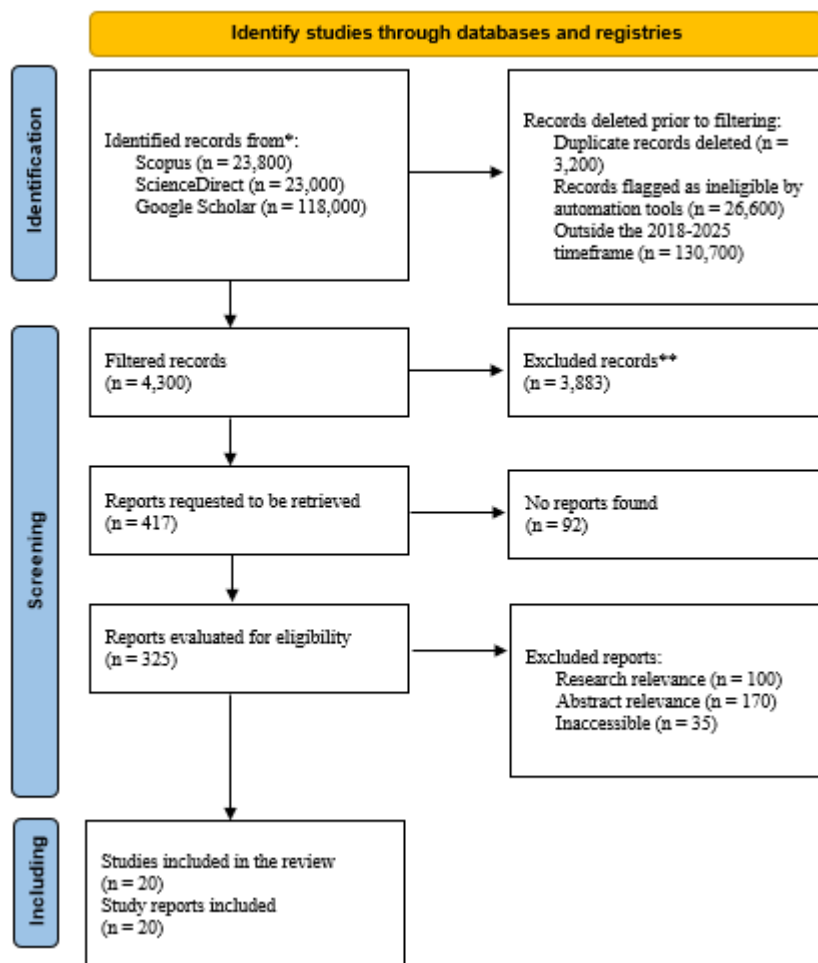 Identify studies through databases and registries
Identification
Identified records from*:
Scopus (n = 23,800)
ScienceDirect (n = 23,000)
Google Scholar (n = 118,000)
Records deleted prior to filtering:
Duplicate records deleted (n =
3,200)
Records flagged as ineligible by
automation tools (n = 26,600)
Outside the 2018-2025
timeframe (n = 130,700)
Screening
Filtered records
(n = 4,300)
Excluded records**
(n = 3,883)
Reports requested to be retrieved
(n = 417)
No reports found
(n = 92)
Reports evaluated for eligibility
(n = 325)
Excluded reports:
Research relevance (n = 100)
Abstract relevance (n = 170)
Inaccessible (n = 35)
Including
Studies included in the review
(n = 20)
Study reports included
(n = 20)